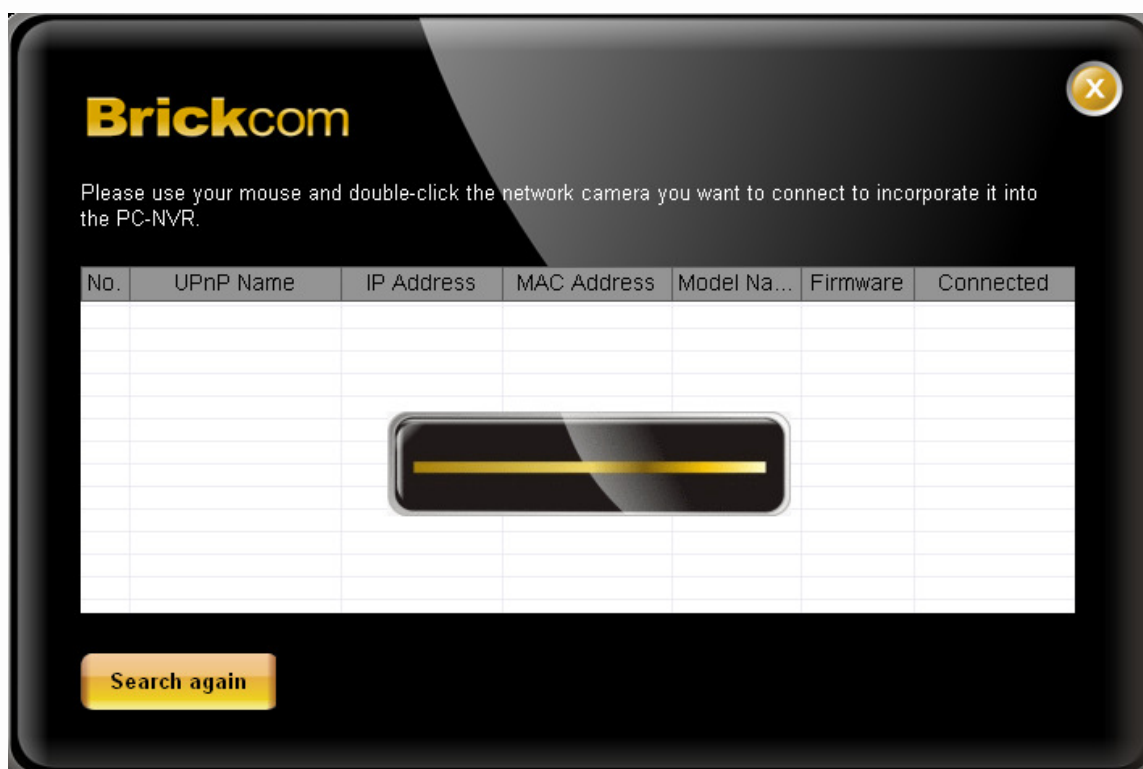 X
Brickcom
Please use your mouse and double-click the network camera you want to connect to incorporate it into
the PC-NVR.
No. UPnP Name IP Address MAC Address Model Na... Firmware Connected
Search again